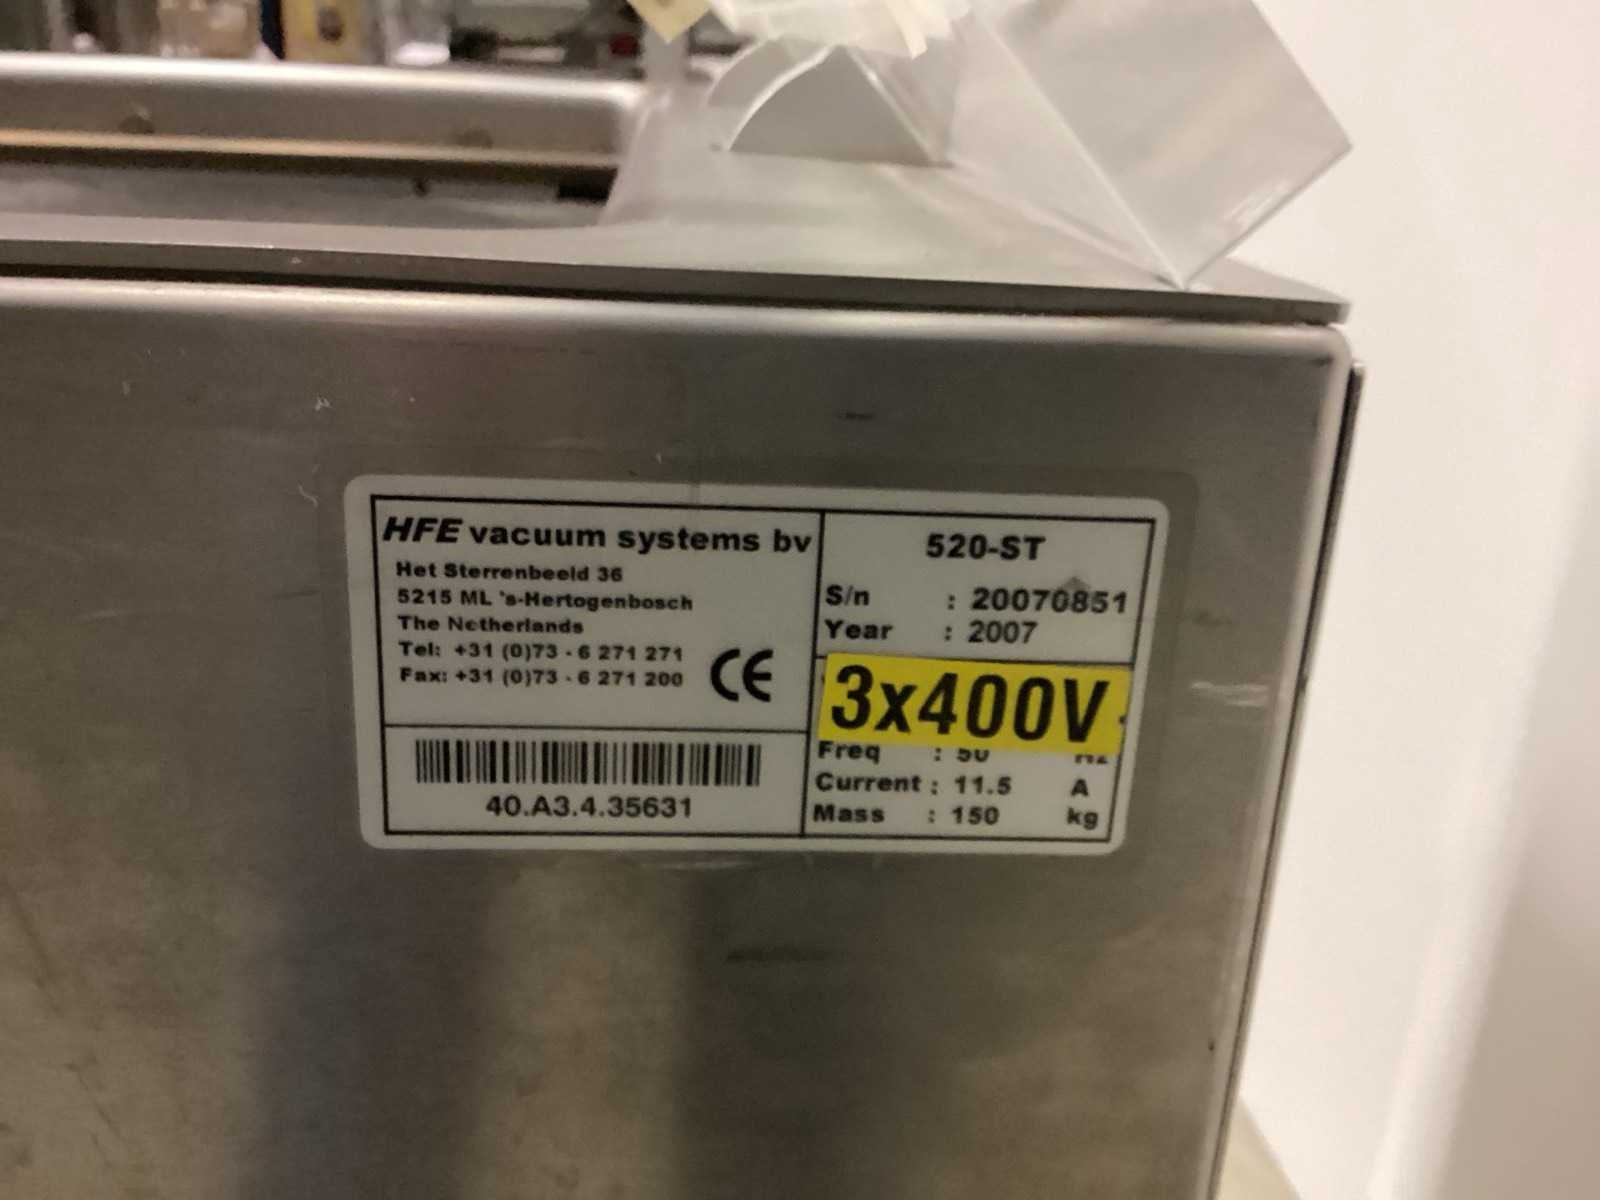 HFE vacuum systems bv
Het Sterrenbeeld 36
5215 ML 's-Hertogenbosch
The Netherlands
Tel: +31 (0)73 - 6 271 271
Fax: +31 (0)73 - 6 271 200
CE
40.A3.4.35631
520-ST
S/n : 20070851
Year : 2007
3x400V
Freq : 50 Hz
Current : 11.5 A
Mass : 150 kg